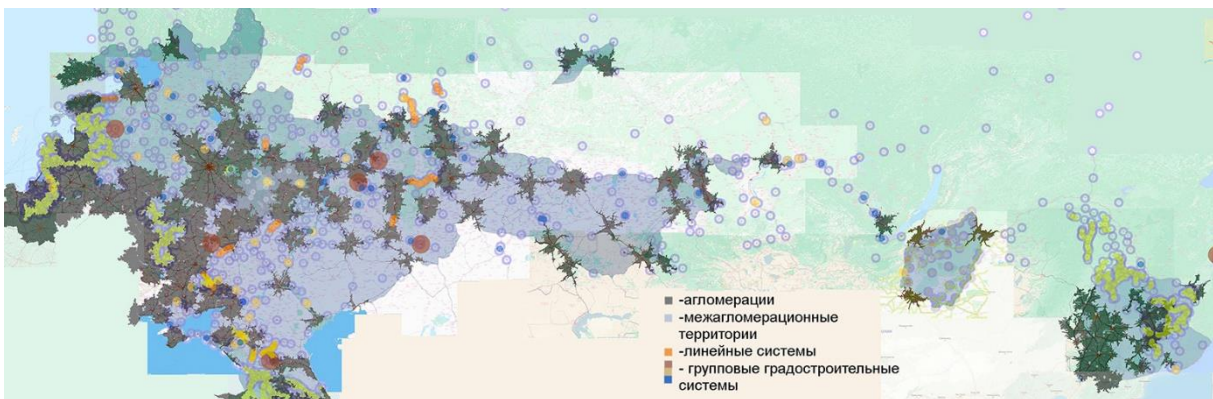 -агломерации
-межагломерационные
территории
-линейные системы
- групповые градостроительные
системы